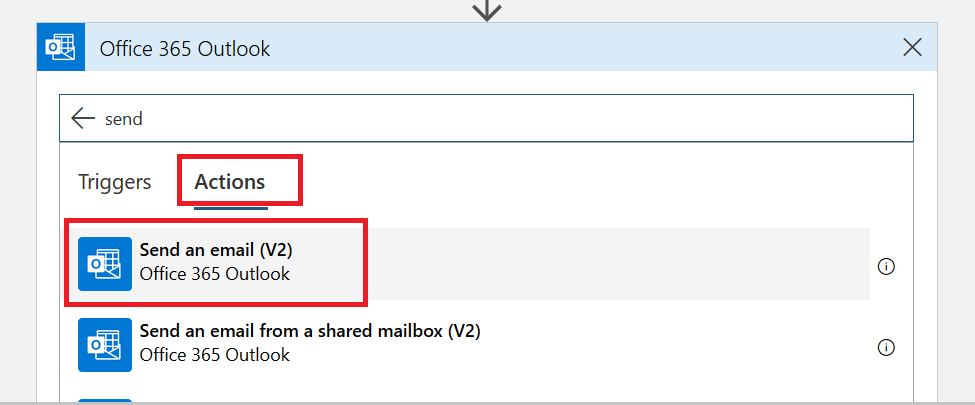 Office 365 Outlook
send
Triggers
Actions
Send an email (V2)
Office 365 Outlook
Send an email from a shared mailbox (V2)
Office 365 Outlook